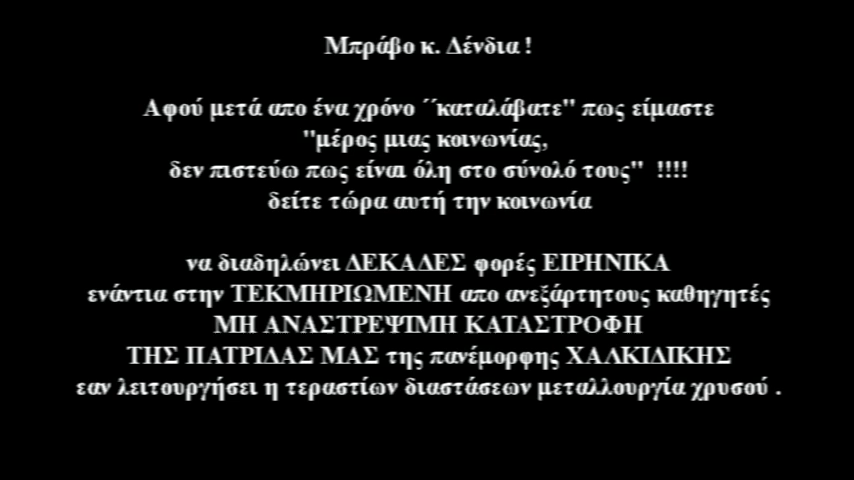 Μπράβο κ. Δένδια !
Αφού μετά απο ένα χρόνο ΄΄καταλάβατε" πως είμαστε
"μέρος μιας κοινωνίας,
δεν πιστεύω πως είναι όλη στο σύνολό τους" !!!!
δείτε τώρα αυτή την κοινωνία
να διαδηλώνει ΔΕΚΑΔΕΣ φορές ΕΙΡΗΝΙΚΑ
ενάντια στην ΤΕΚΜΗΡΙΩΜΕΝΗ απο ανεξάρτητους καθηγητές
ΜΗ ΑΝΑΣΤΡΕΨΙΜΗ ΚΑΤΑΣΤΡΟΦΗ
ΤΗΣ ΠΑΤΡΙΔΑΣ ΜΑΣ της πανέμορφης ΧΑΛΚΙΔΙΚΗΣ
εαν λειτουργήσει η τεραστίων διαστάσεων μεταλλουργία χρυσού .